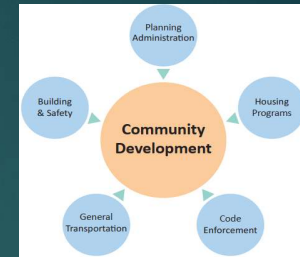 Planning
Administration
Building
& Safety
Housing
Programs
Community
Development
General
Transportation
Code
Enforcement